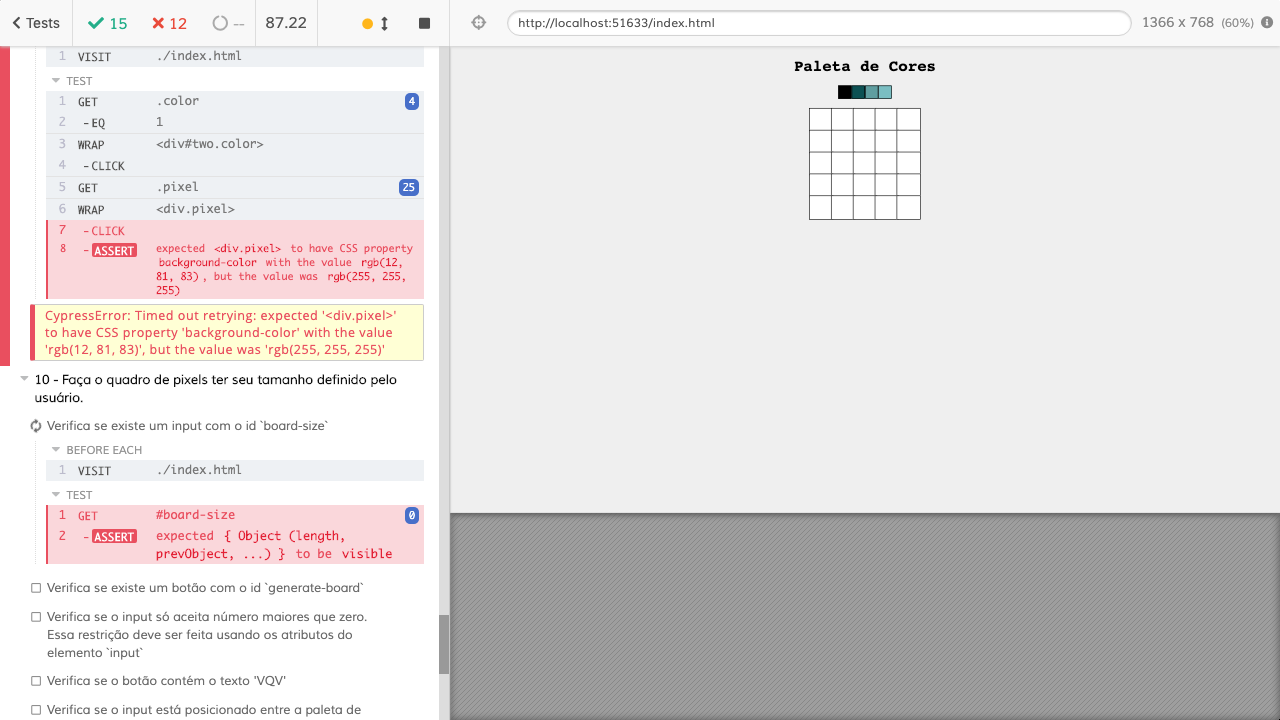 Tests 15 12 -- 87.22 http://localhost:51633/index.html 1366 x 768 (60%)
1 VISIT ./index.html
TEST
1 GET .color 4
2 -EQ 1
3 WRAP <div#two.color>
4 -CLICK
5 GET .pixel 25
6 WRAP <div.pixel>
7 -CLICK
8 -ASSERT expected <div.pixel> to have CSS property
background-color with the value rgb(12,
81, 83), but the value was rgb(255, 255,
255)
CypressError: Timed out retrying: expected '<div.pixel>'
to have CSS property 'background-color' with the value
'rgb(12, 81, 83)', but the value was 'rgb(255, 255, 255)'
10 - Faça o quadro de pixels ter seu tamanho definido pelo
usuário.
Verifica se existe um input com o id `board-size`
BEFORE EACH
1 VISIT ./index.html
TEST
1 GET #board-size 0
2 -ASSERT expected { Object (length,
prevObject, ...) } to be visible
Verifica se existe um botão com o id `generate-board`
Verifica se o input só aceita número maiores que zero.
Essa restrição deve ser feita usando os atributos do
elemento `input`
Verifica se o botão contém o texto 'VQV'
Verifica se o input está posicionado entre a paleta de
Paleta de Cores